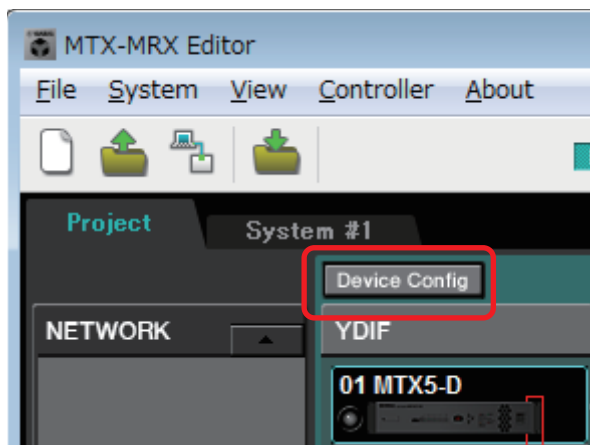 MTX-MRX Editor
File System View Controller About
Project System #1
Device Config
NETWORK YDIF
01 MTX5-D